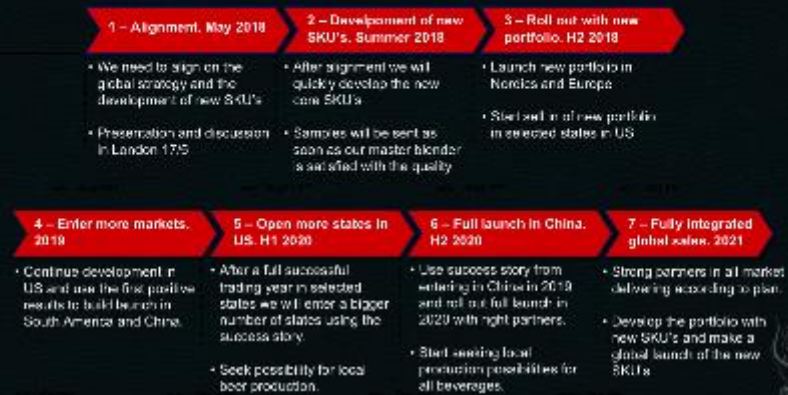 1 – Alignment. May 2018
2 – Develpoment of new
SKU's. Summer 2018
3 – Roll out with new
portfolio. H2 2018
• We need to align on the
global strategy and the
development of new SKU's
• Presentation and discussion
in London 17/5
• After alignment we will
quickly develop the new
core SKU's
• Samples will be sent as
soon as our master blender
is satisfied with the quality
• Launch new portfolio in
Nordics and Europe
• Start sell in of new portfolio
in selected states in US
4 – Enter more markets.
2019
5 – Open more states in
US. H1 2020
6 – Full launch in China.
H2 2020
7 – Fully integrated
global sales. 2021
• Continue development in
US and use the first positive
results to build launch in
South America and China.
• After a full successful
trading year in selected
states we will enter a bigger
number of states using the
success story.
• Seek possibility for local
beer production.
• Use success story from
entering in China in 2019
and roll out full launch in
2020 with right partners.
• Start seeking local
production possibilities for
all beverages.
• Strong partners in all market
delivering according to plan.
• Develop the portfolio with
new SKU's and make a
global launch of the new
SKU's